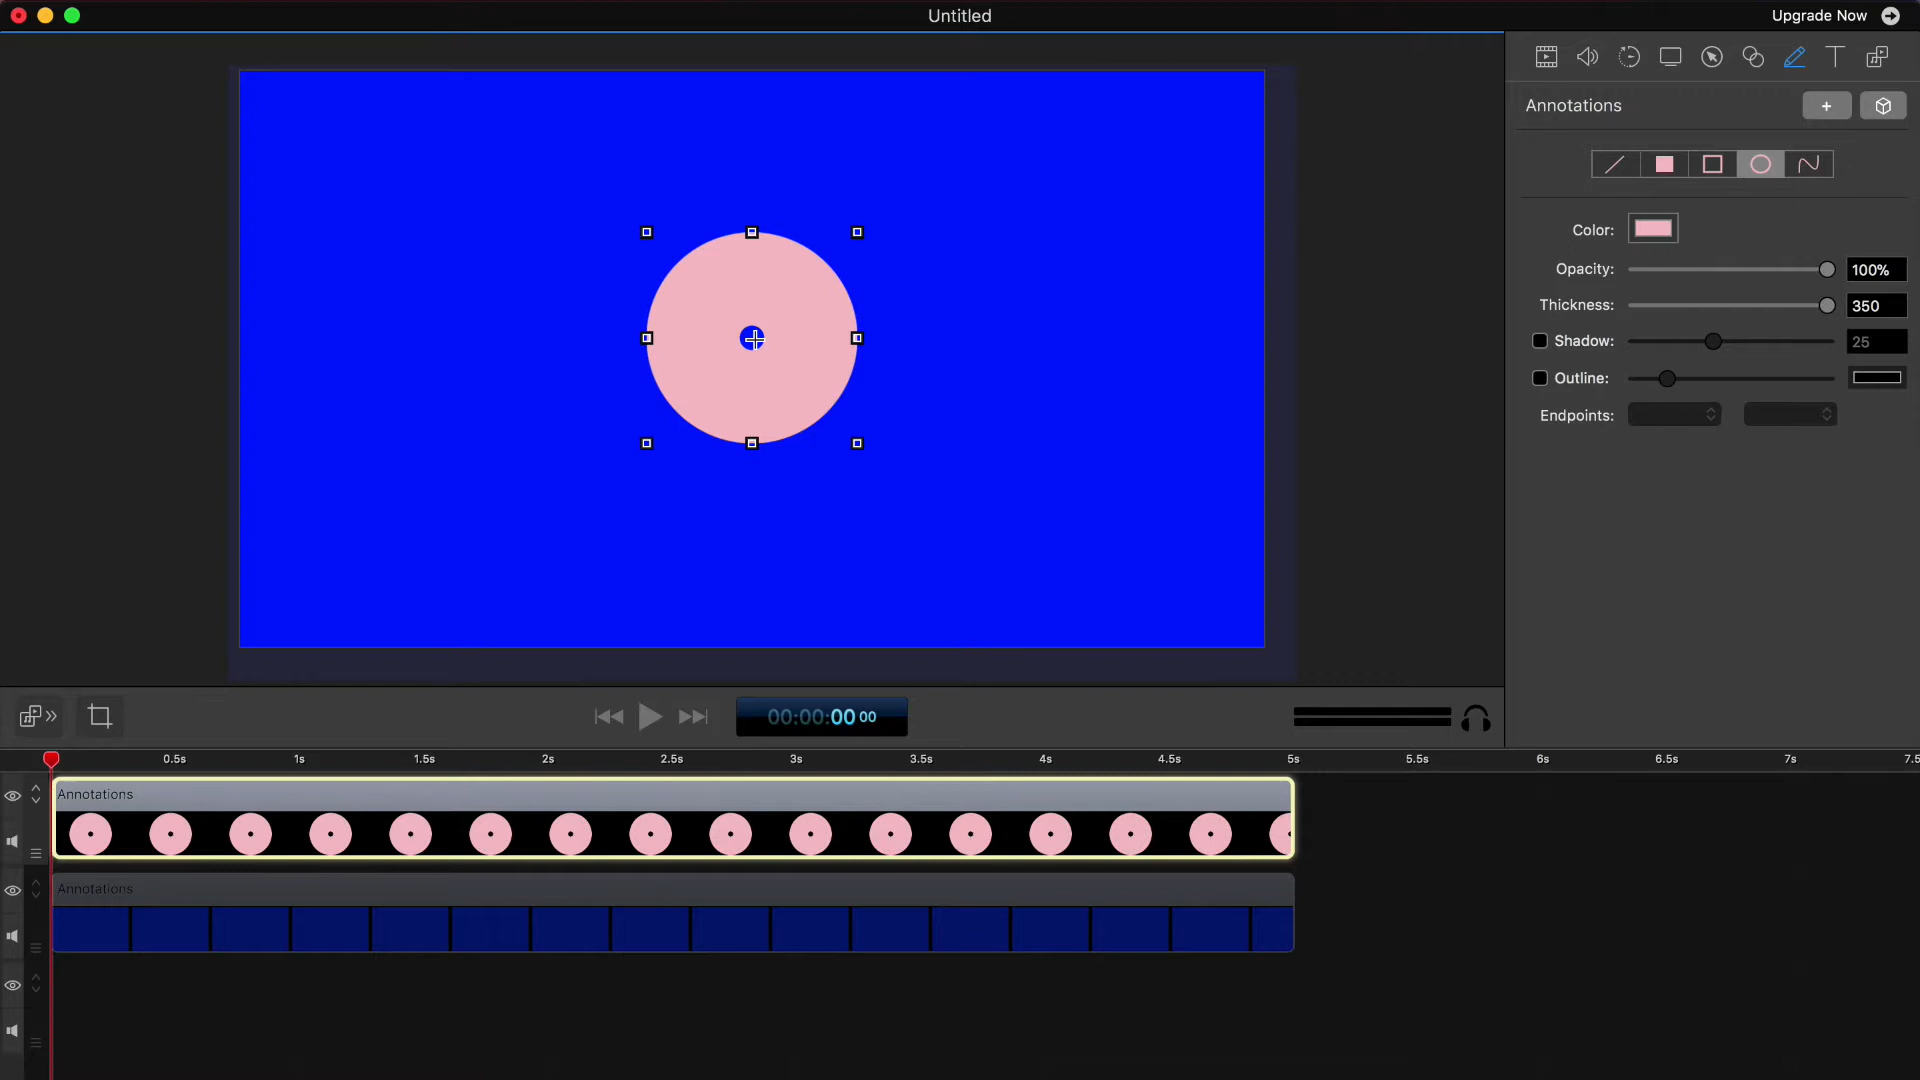 Untitled
Upgrade Now
Annotations
+
Color:
Opacity: 100%
Thickness: 350
Shadow: 25
Outline:
Endpoints:
00:00:00 00
0.5s 1s 1.5s 2s 2.5s 3s 3.5s 4s 4.5s 5s 5.5s 6s 6.5s 7s 7.5
Annotations
Annotations